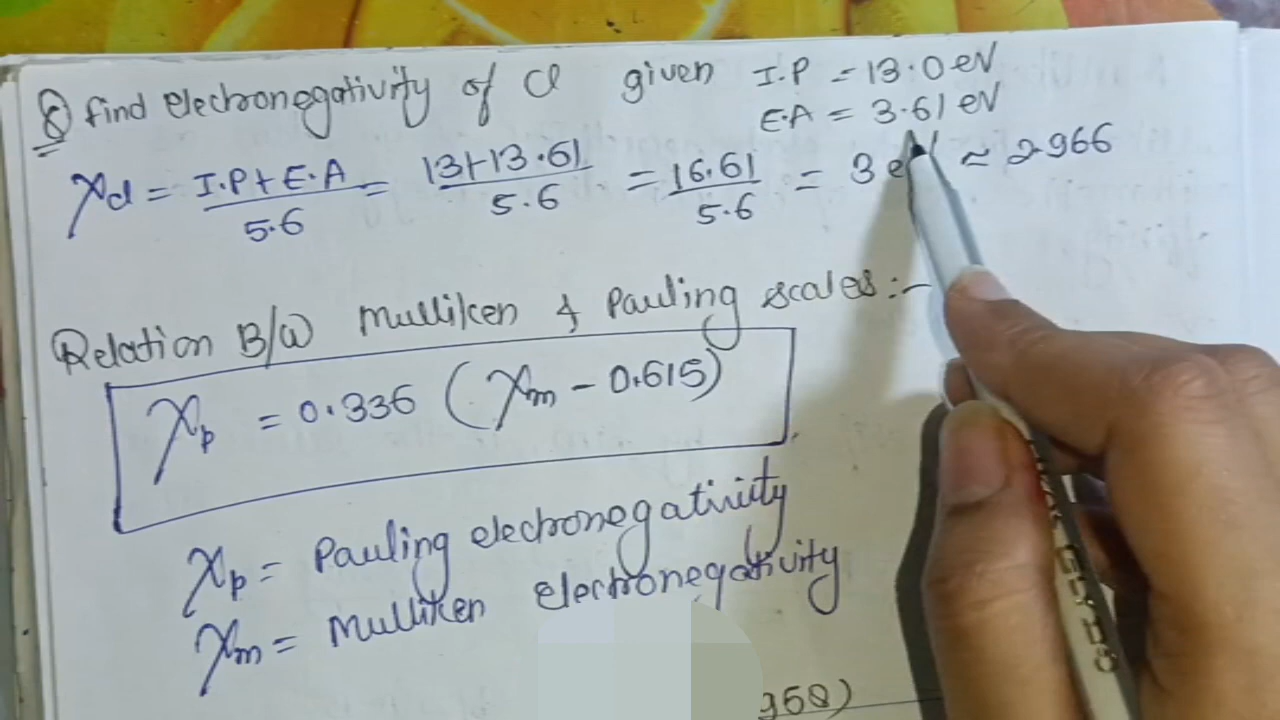 Q find electronegativity of Cl given I.P = 13.0 eV
E.A = 3.61 eV
χcl = I.P + E.A / 5.6 = 13+13.61 / 5.6 = 16.61 / 5.6 = 3 eV ≈ 2966
Relation B/W Mulliken & Pauling scales :-
χp = 0.336 (χm - 0.615)
χp = Pauling electronegativity
χm = Mulliken electronegativity